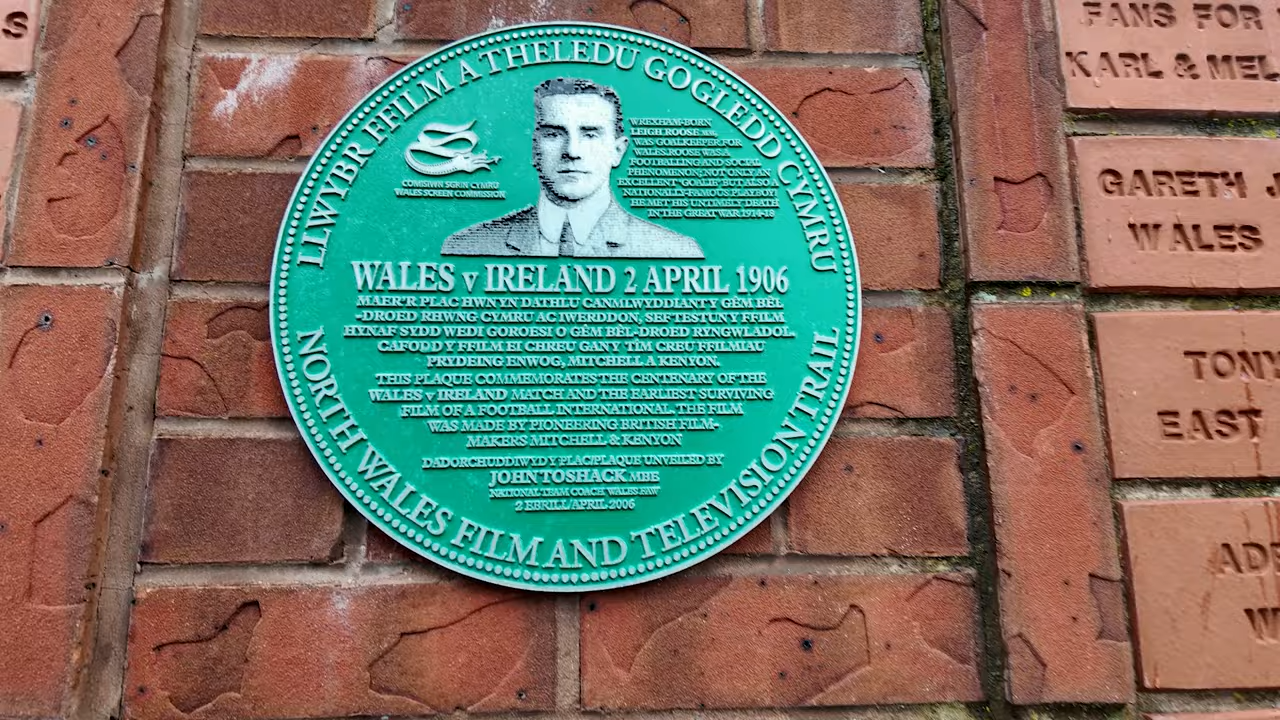 LLWYBR FFILM A THELEDU GOGLEDD CYMRU
COMISIWN SGRIN CYMRU
WALES SCREEN COMMISSION
WREXHAM-BORN
LEIGH ROOSE MM,
WAS GOALKEEPER FOR
WALES. ROOSE WAS A
FOOTBALLING AND SOCIAL
PHENOMENON; NOT ONLY AN
EXCELLENT 'GOALIE' BUT ALSO A
NATIONALLY-FAMOUS PLAYBOY!
HE MET HIS UNTIMELY DEATH
IN THE GREAT WAR 1914-18
WALES v IRELAND 2 APRIL 1906
MAE'R PLAC HWN YN DATHLU CANMLWYDDIANT Y GÊM BÊL
-DROED RHWNG CYMRU AC IWERDDON, SEF TESTUN Y FFILM
HYNAF SYDD WEDI GOROESI O GÊM BÊL-DROED RYNGWLADOL.
CAFODD Y FFILM EI CHREU GAN Y TÎM CREU FFILMIAU
PRYDEING ENWOG, MITCHELL A KENYON.
THIS PLAQUE COMMEMORATES THE CENTENARY OF THE
WALES v IRELAND MATCH AND THE EARLIEST SURVIVING
FILM OF A FOOTBALL INTERNATIONAL. THE FILM
WAS MADE BY PIONEERING BRITISH FILM-
MAKERS MITCHELL & KENYON
DADORCHUDDIWYD Y PLAC/PLAQUE UNVEILED BY
JOHN TOSHACK MBE
NATIONAL TEAM COACH WALES FAW
2 EBRILL/APRIL 2006
NORTH WALES FILM AND TELEVISION TRAIL
S
FANS FOR
KARL & MEL
GARETH J
WALES
TONY
EAST
AD
W